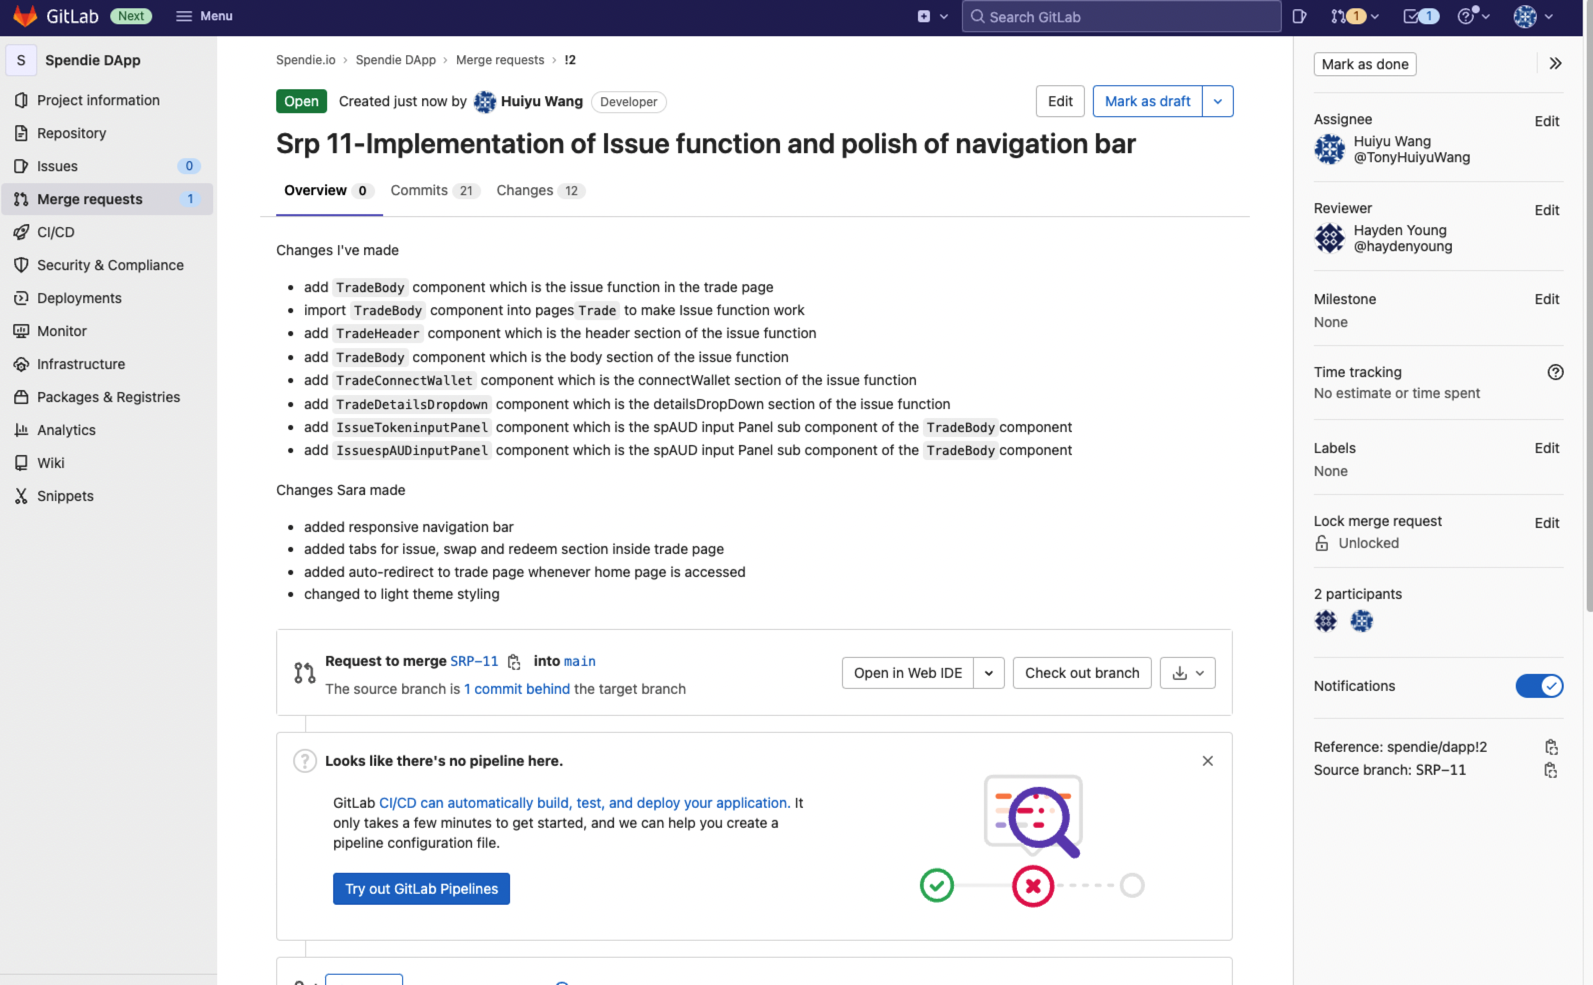 GitLab Next Menu Search GitLab 1 1
S Spendie DApp
Project information
Repository
Issues 0
Merge requests 1
CI/CD
Security & Compliance
Deployments
Monitor
Infrastructure
Packages & Registries
Analytics
Wiki
Snippets
Spendie.io › Spendie DApp › Merge requests › !2
Open Created just now by Huiyu Wang Developer
Edit Mark as draft
Srp 11-Implementation of Issue function and polish of navigation bar
Overview 0 Commits 21 Changes 12
Changes I've made
• add TradeBody component which is the issue function in the trade page
• import TradeBody component into pages Trade to make Issue function work
• add TradeHeader component which is the header section of the issue function
• add TradeBody component which is the body section of the issue function
• add TradeConnectWallet component which is the connectWallet section of the issue function
• add TradeDetailsDropdown component which is the detailsDropDown section of the issue function
• add IssueTokeninputPanel component which is the spAUD input Panel sub component of the TradeBody component
• add IssuespAUDinputPanel component which is the spAUD input Panel sub component of the TradeBody component
Changes Sara made
• added responsive navigation bar
• added tabs for issue, swap and redeem section inside trade page
• added auto-redirect to trade page whenever home page is accessed
• changed to light theme styling
Request to merge SRP-11 into main
The source branch is 1 commit behind the target branch
Open in Web IDE Check out branch
Looks like there's no pipeline here.
GitLab CI/CD can automatically build, test, and deploy your application. It
only takes a few minutes to get started, and we can help you create a
pipeline configuration file.
Try out GitLab Pipelines
Mark as done
Assignee Edit
Huiyu Wang
@TonyHuiyuWang
Reviewer Edit
Hayden Young
@haydenyoung
Milestone Edit
None
Time tracking
No estimate or time spent
Labels Edit
None
Lock merge request Edit
Unlocked
2 participants
Notifications
Reference: spendie/dapp!2
Source branch: SRP-11